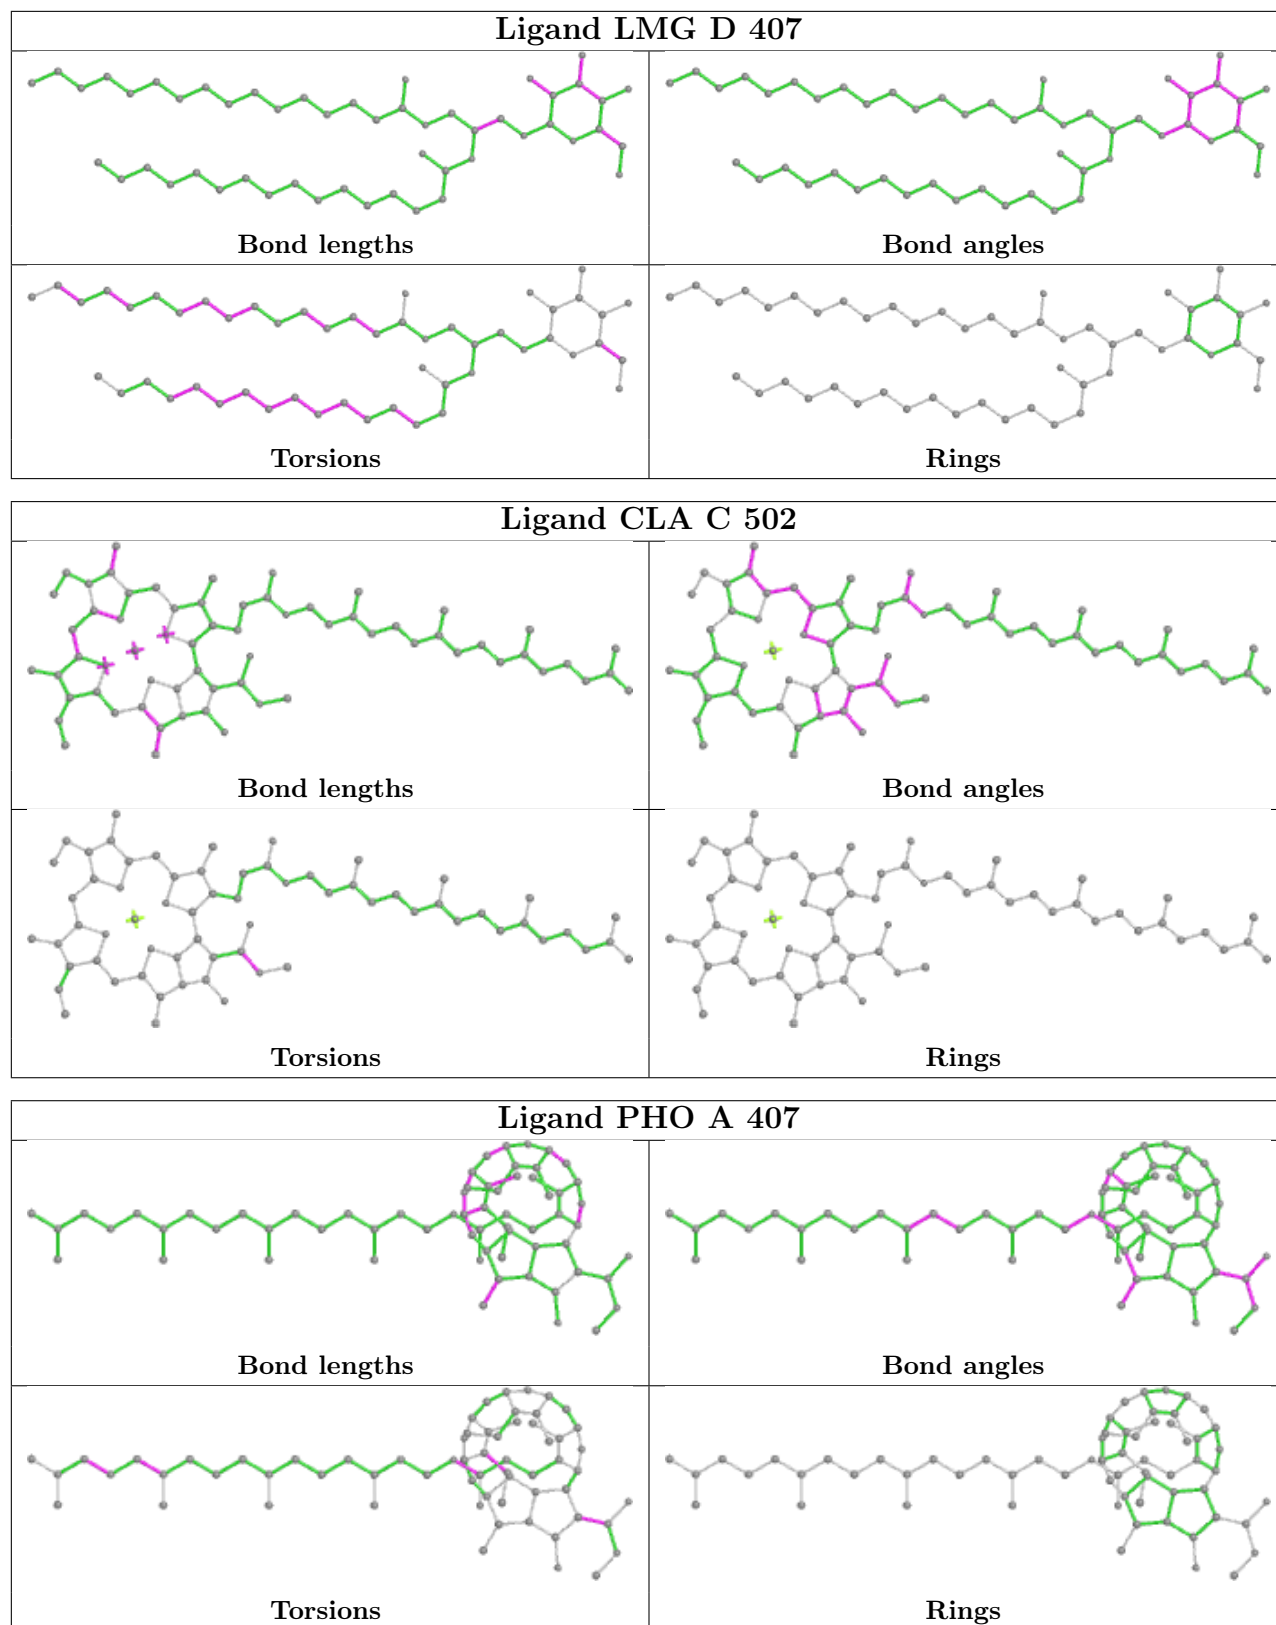 Ligand LMG D 407
Bond lengths
Bond angles
Torsions
Rings
Ligand CLA C 502
Bond lengths
Bond angles
Torsions
Rings
Ligand PHO A 407
Bond lengths
Bond angles
Torsions
Rings